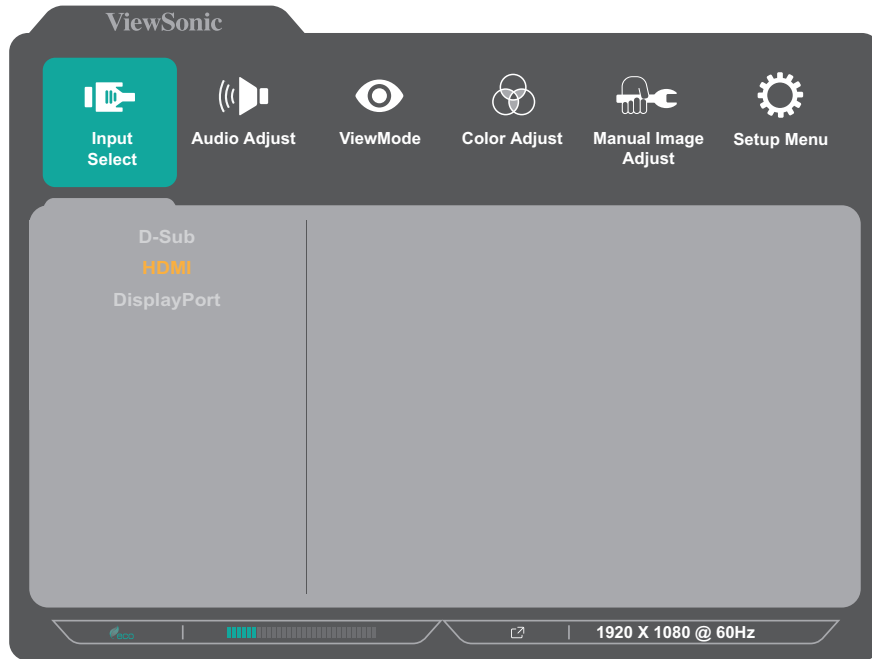 ViewSonic
Input
Select
Audio Adjust
ViewMode
Color Adjust
Manual Image
Adjust
Setup Menu
D-Sub
HDMI
DisplayPort
1920 X 1080 @ 60Hz